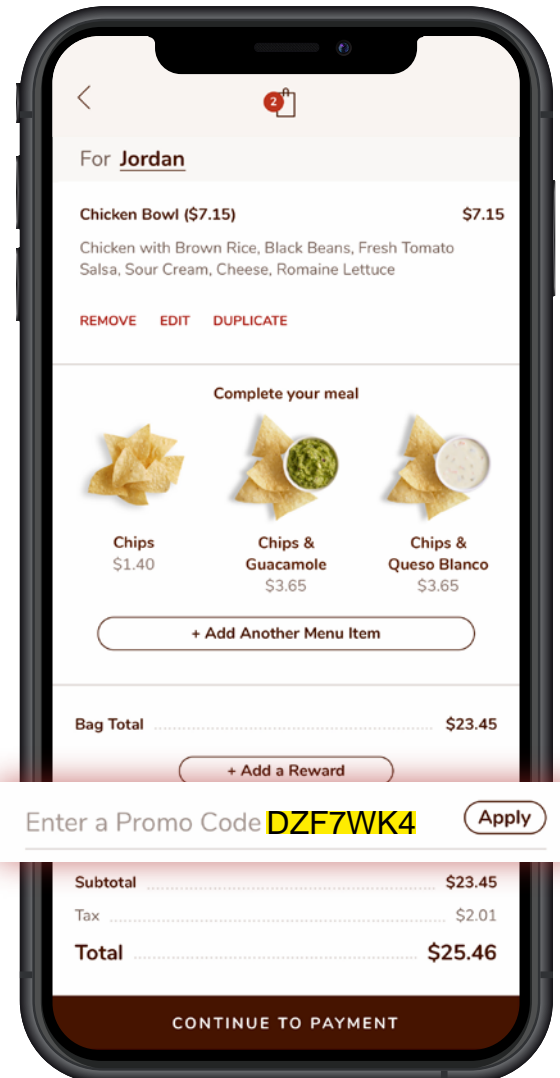 2
For Jordan
Chicken Bowl ($7.15) $7.15
Chicken with Brown Rice, Black Beans, Fresh Tomato
Salsa, Sour Cream, Cheese, Romaine Lettuce
REMOVE EDIT DUPLICATE
Complete your meal
Chips
$1.40
Chips &
Guacamole
$3.65
Chips &
Queso Blanco
$3.65
+ Add Another Menu Item
Bag Total $23.45
+ Add a Reward
Enter a Promo Code DZF7WK4 Apply
Subtotal $23.45
Tax $2.01
Total $25.46
CONTINUE TO PAYMENT